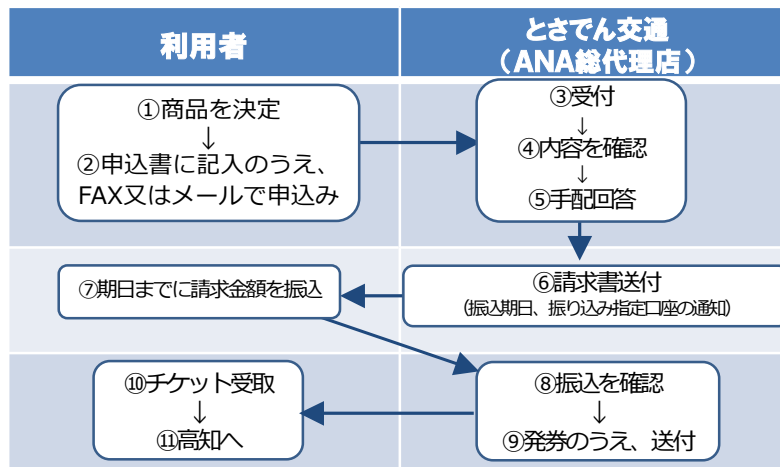 利用者
とさでん交通
（ANA総代理店）
①商品を決定
↓
②申込書に記入のうえ、
FAX又はメールで申込み
③受付
↓
④内容を確認
↓
⑤手配回答
⑥請求書送付
(振込期日、振り込み指定口座の通知)
⑦期日までに請求金額を振込
⑧振込を確認
↓
⑨発券のうえ、送付
⑩チケット受取
↓
⑪高知へ